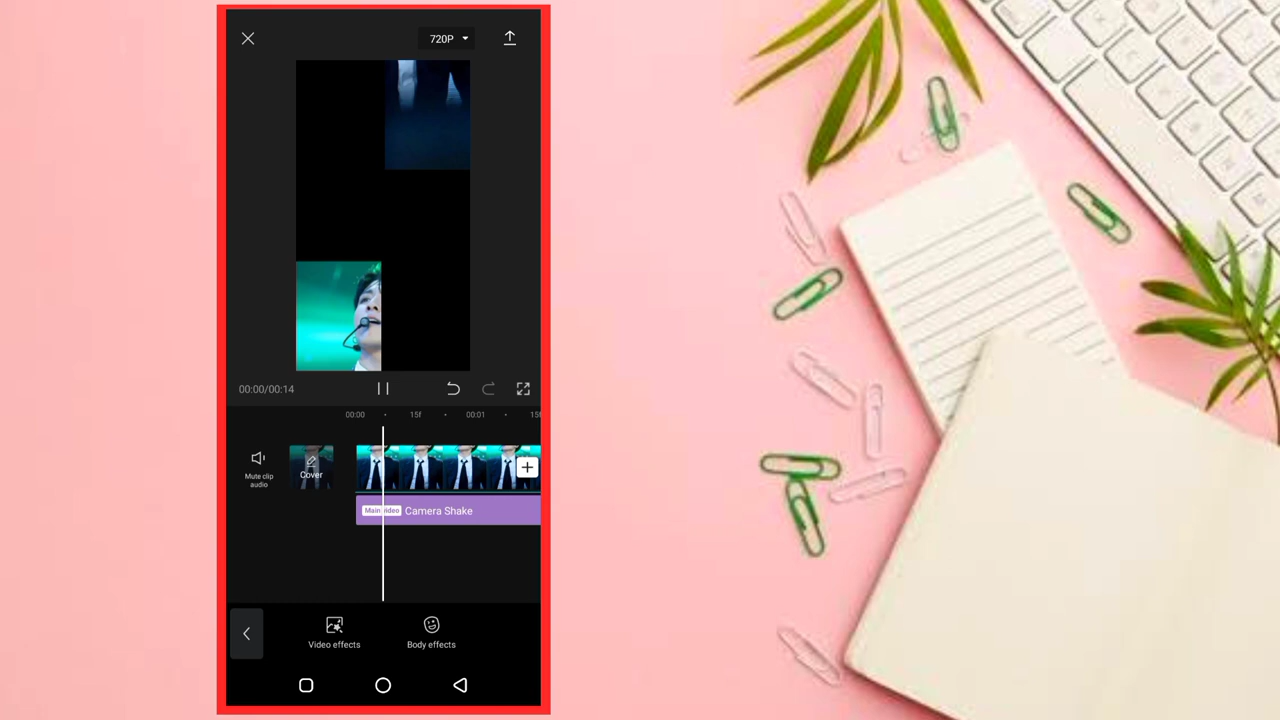 720P
00:00/00:14
00:00 15f 00:01 15f
Mute clip
audio
Cover
Main video Camera Shake
Video effects Body effects